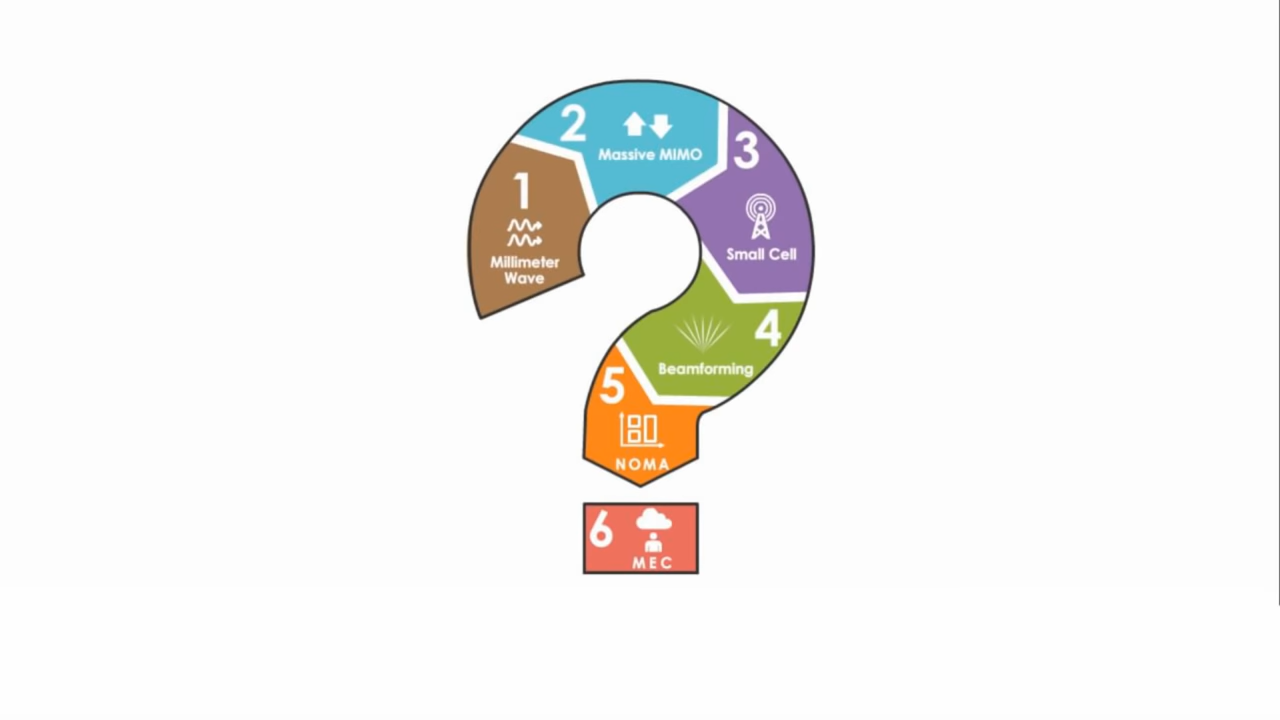 1
Millimeter
Wave
2
Massive MIMO
3
Small Cell
4
Beamforming
5
NOMA
6
MEC